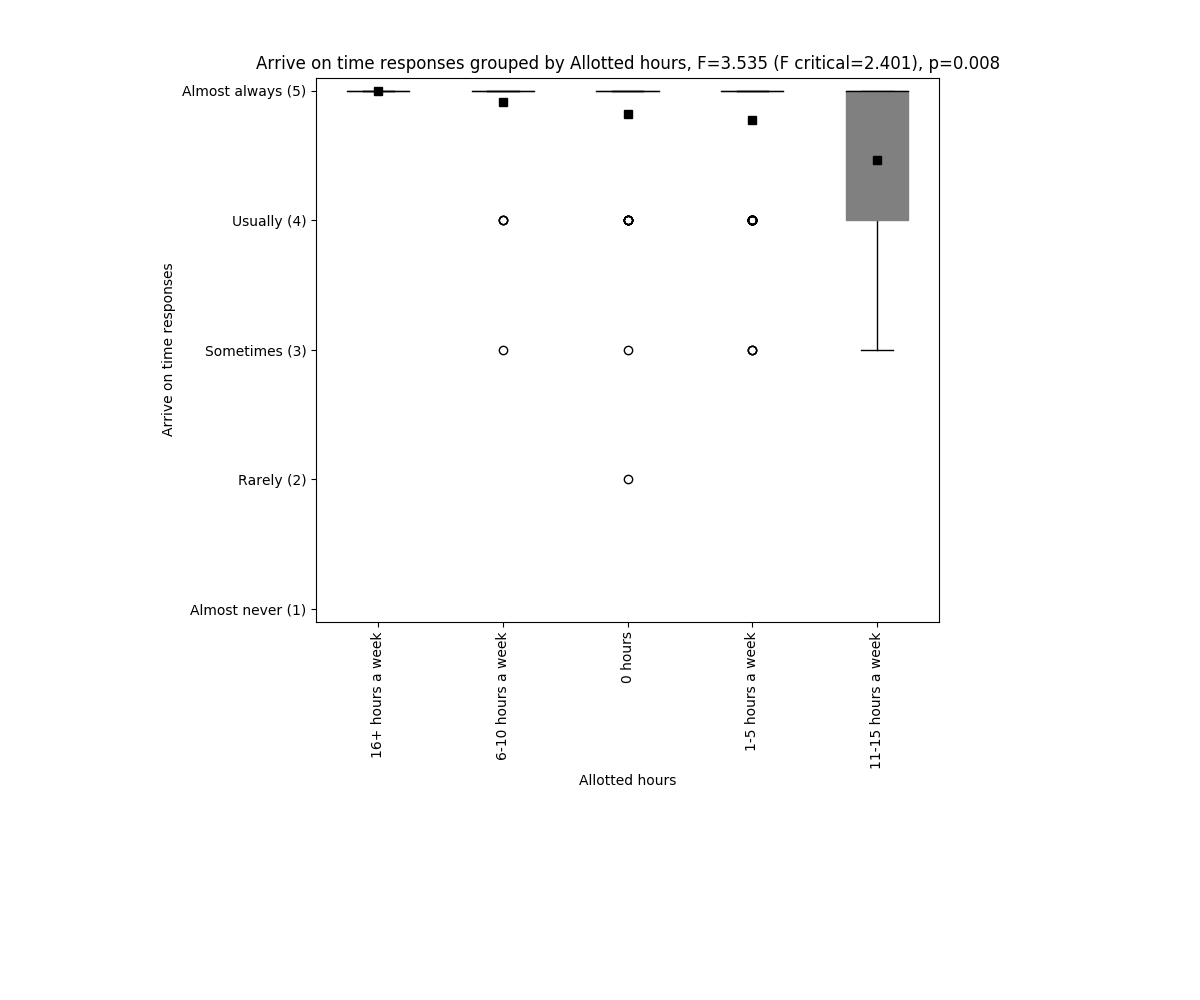 Arrive on time responses grouped by Allotted hours, F=3.535 (F critical=2.401), p=0.008
Almost always (5)
Usually (4)
Sometimes (3)
Rarely (2)
Almost never (1)
Arrive on time responses
16+ hours a week
6-10 hours a week
0 hours
1-5 hours a week
11-15 hours a week
Allotted hours